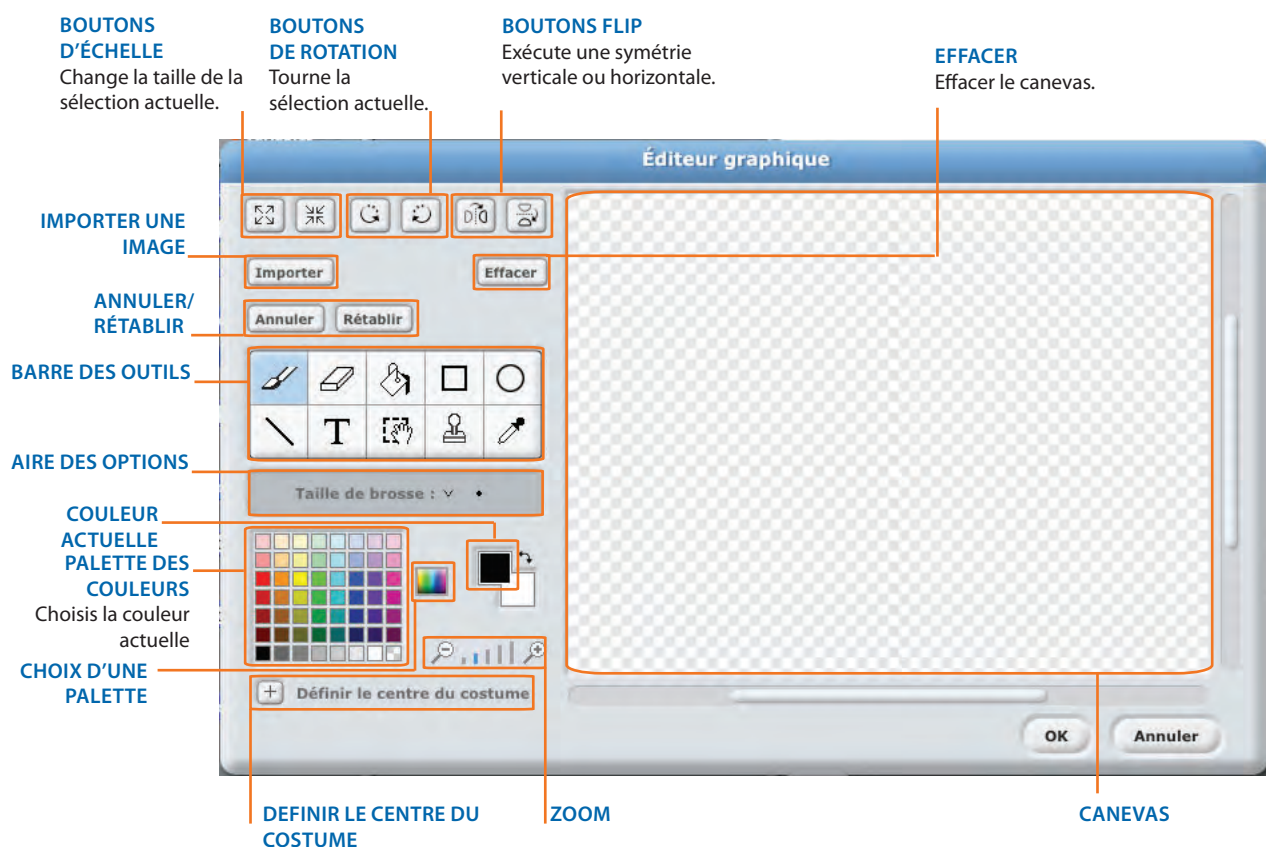 BOUTONS
D'ÉCHELLE
Change la taille de la
sélection actuelle.
BOUTONS
DE ROTATION
Tourne la
sélection actuelle.
BOUTONS FLIP
Exécute une symétrie
verticale ou horizontale.
EFFACER
Effacer le canevas.
Éditeur graphique
IMPORTER UNE
IMAGE
Importer
Effacer
ANNULER/
RÉTABLIR
Annuler
Rétablir
BARRE DES OUTILS
T
AIRE DES OPTIONS
Taille de brosse :
COULEUR
ACTUELLE
PALETTE DES
COULEURS
Choisis la couleur
actuelle
CHOIX D'UNE
PALETTE
Définir le centre du costume
OK
Annuler
DEFINIR LE CENTRE DU
COSTUME
ZOOM
CANEVAS